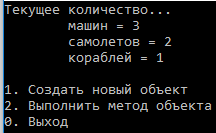 Текущее количество...
машин = 3
самолетов = 2
кораблей = 1
1. Создать новый объект
2. Выполнить метод объекта
0. Выход